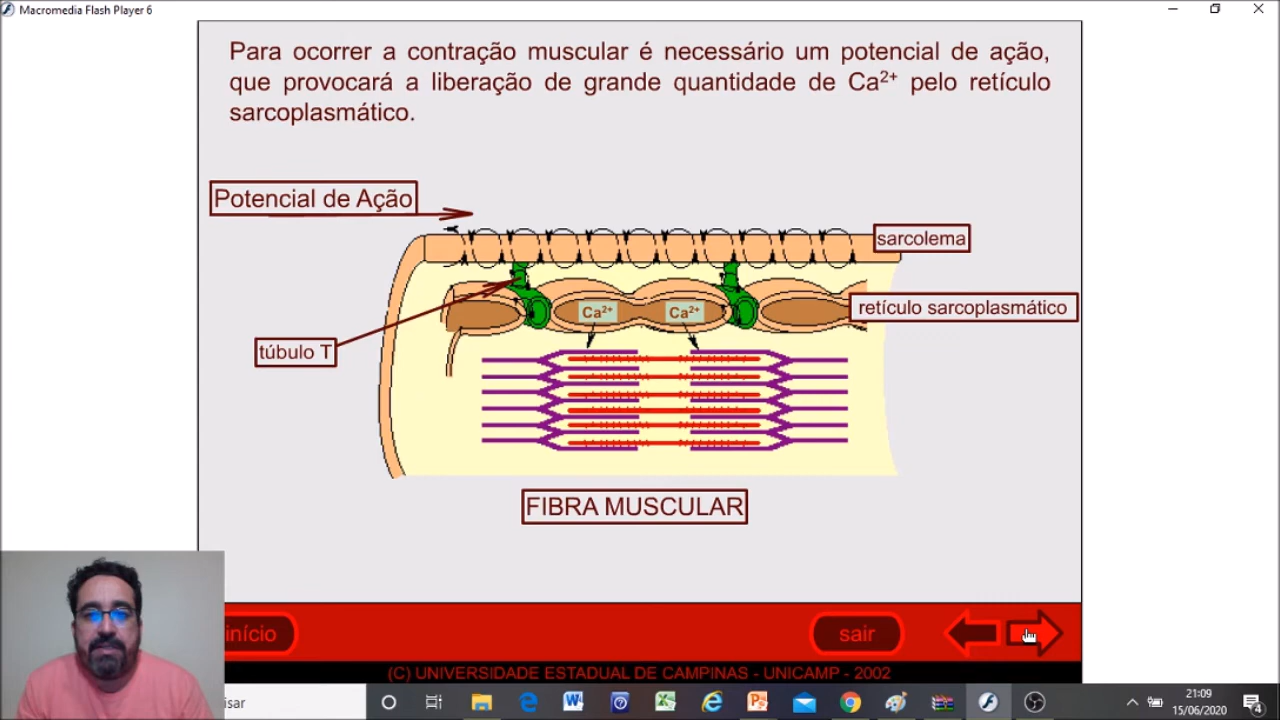 Macromedia Flash Player 6
Para ocorrer a contração muscular é necessário um potencial de ação,
que provocará a liberação de grande quantidade de Ca²⁺ pelo retículo
sarcoplasmático.
Potencial de Ação
sarcolema
retículo sarcoplasmático
Ca²⁺
Ca²⁺
túbulo T
FIBRA MUSCULAR
início
sair
(C) UNIVERSIDADE ESTADUAL DE CAMPINAS - UNICAMP - 2002
isar
21:09
15/06/2020
4